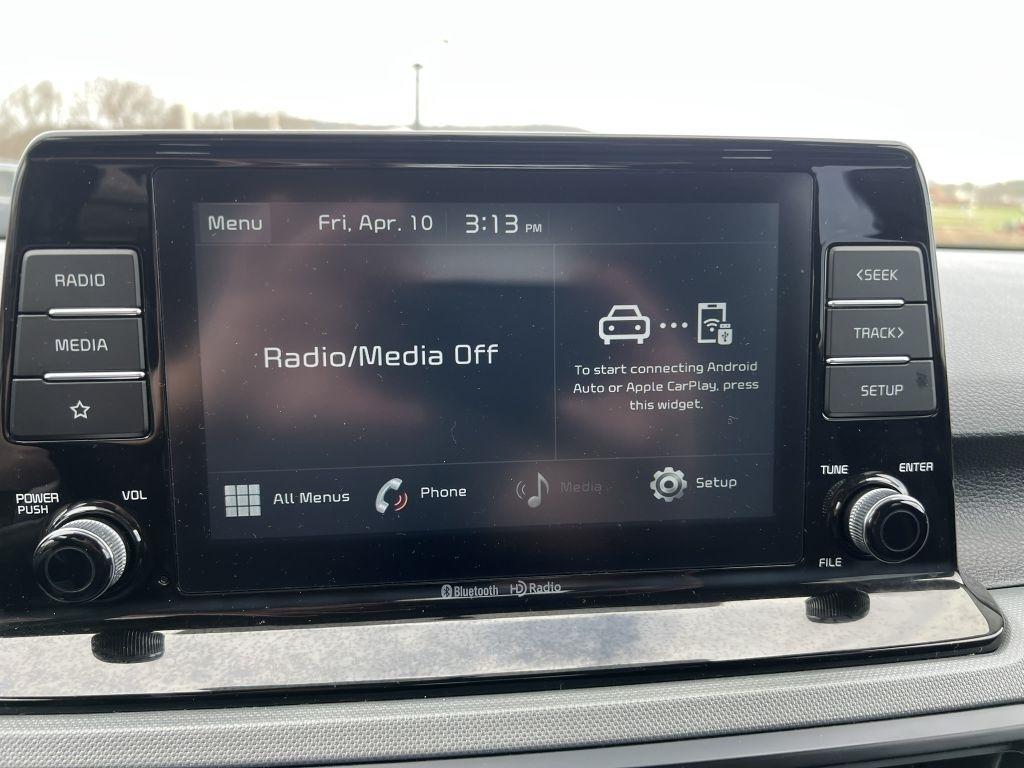 Menu Fri, Apr. 10 3:13 PM
RADIO
MEDIA
<SEEK
TRACK>
SETUP
Radio/Media Off
To start connecting Android
Auto or Apple CarPlay, press
this widget.
All Menus Phone Media Setup
POWER
PUSH
VOL
TUNE
ENTER
FILE
Bluetooth HD Radio